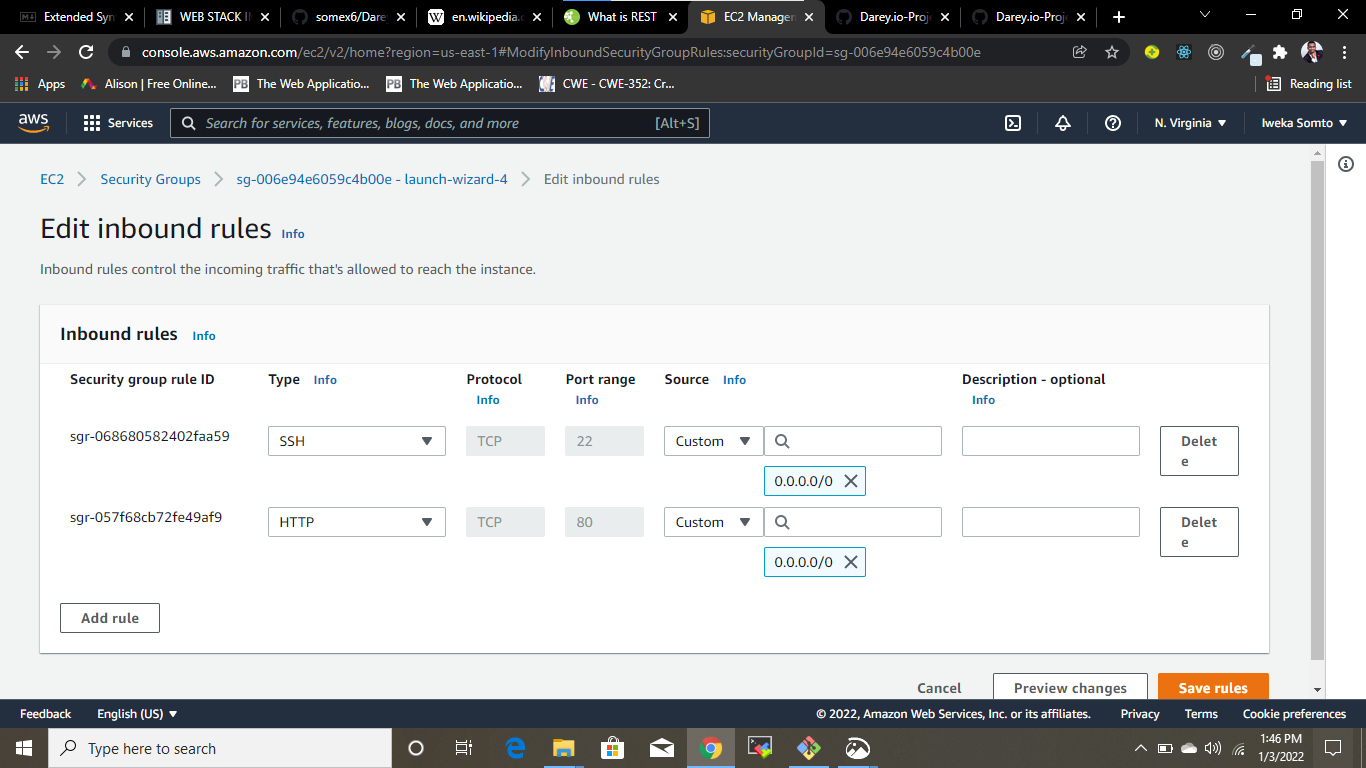 Extended Syn
WEB STACK I
somex6/Dare
en.wikipedia.o
What is REST
EC2 Managem
Darey.io-Proj
Darey.io-Proj
console.aws.amazon.com/ec2/v2/home?region=us-east-1#ModifyInboundSecurityGroupRules:securityGroupId=sg-006e94e6059c4b00e
Apps
Alison | Free Online...
PB The Web Applicatio...
PB The Web Applicatio...
CWE - CWE-352: Cr...
Reading list
aws
Services
Search for services, features, blogs, docs, and more
[Alt+S]
N. Virginia
Iweka Somto
EC2
Security Groups
sg-006e94e6059c4b00e - launch-wizard-4
Edit inbound rules
Edit inbound rules Info
Inbound rules control the incoming traffic that's allowed to reach the instance.
Inbound rules Info
Security group rule ID
Type Info
Protocol
Info
Port range
Info
Source Info
Description - optional
Info
sgr-068680582402faa59
SSH
TCP
22
Custom
0.0.0.0/0
Delet
e
sgr-057f68cb72fe49af9
HTTP
TCP
80
Custom
0.0.0.0/0
Delet
e
Add rule
Cancel
Preview changes
Save rules
Feedback
English (US)
© 2022, Amazon Web Services, Inc. or its affiliates.
Privacy
Terms
Cookie preferences
Type here to search
1:46 PM
1/3/2022